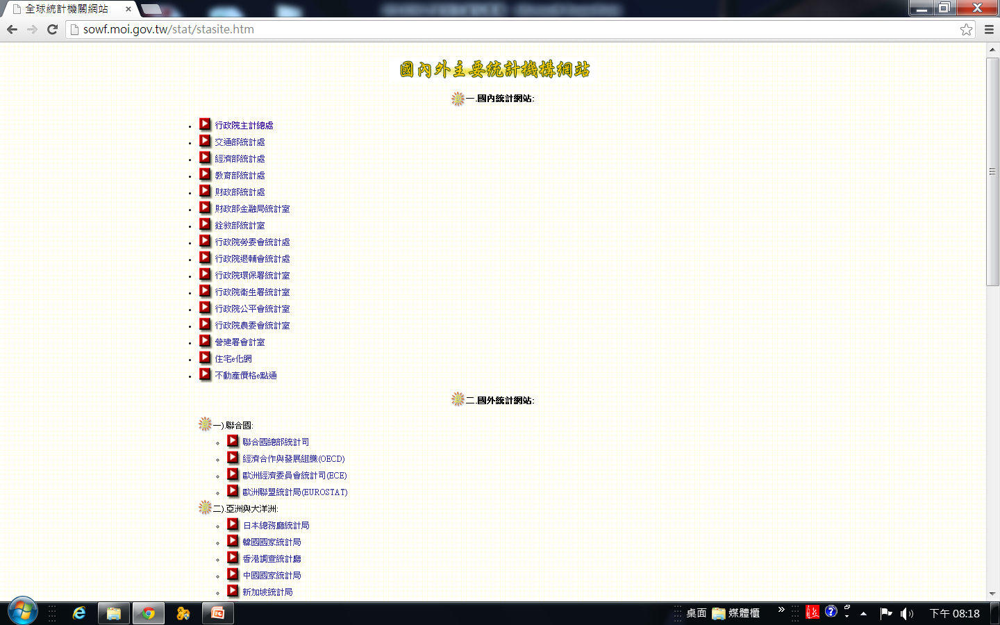 全球統計機關網站
sowf.moi.gov.tw/stat/stasite.htm
國內外主要統計機構網站
一.國內統計網站:
行政院主計總處
交通部統計處
經濟部統計處
教育部統計處
財政部統計處
財政部金融局統計室
銓敘部統計室
行政院勞委會統計處
行政院退輔會統計處
行政院環保署統計室
行政院衛生署統計室
行政院公平會統計室
行政院農委會統計室
營建署會計室
住宅e化網
不動產價格e點通
二.國外統計網站:
一).聯合國:
聯合國總部統計司
經濟合作與發展組織(OECD)
歐洲經濟委員會統計司(ECE)
歐洲聯盟統計局(EUROSTAT)
二).亞洲與大洋洲:
日本總務廳統計局
韓國國家統計局
香港調查統計廳
中國國家統計局
新加坡統計局
桌面 媒體櫃 » 下午 08:18